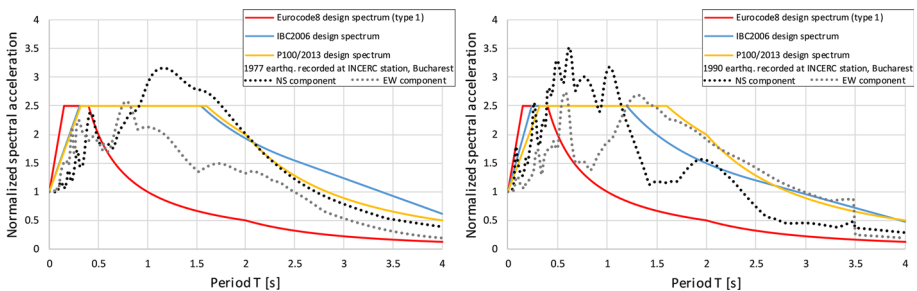 Eurocode8 design spectrum (type 1)
IBC2006 design spectrum
P100/2013 design spectrum
1977 earthq. recorded at INCERC station, Bucharest
NS component EW component
Normalized spectral acceleration
4
3.5
3
2.5
2
1.5
1
0.5
0
0 0.5 1 1.5 2 2.5 3 3.5 4
Period T [s]
Eurocode8 design spectrum (type 1)
IBC2006 design spectrum
P100/2013 design spectrum
1990 earthq. recorded at INCERC station, Bucharest
NS component EW component
Normalized spectral acceleration
4
3.5
3
2.5
2
1.5
1
0.5
0
0 0.5 1 1.5 2 2.5 3 3.5 4
Period T [s]